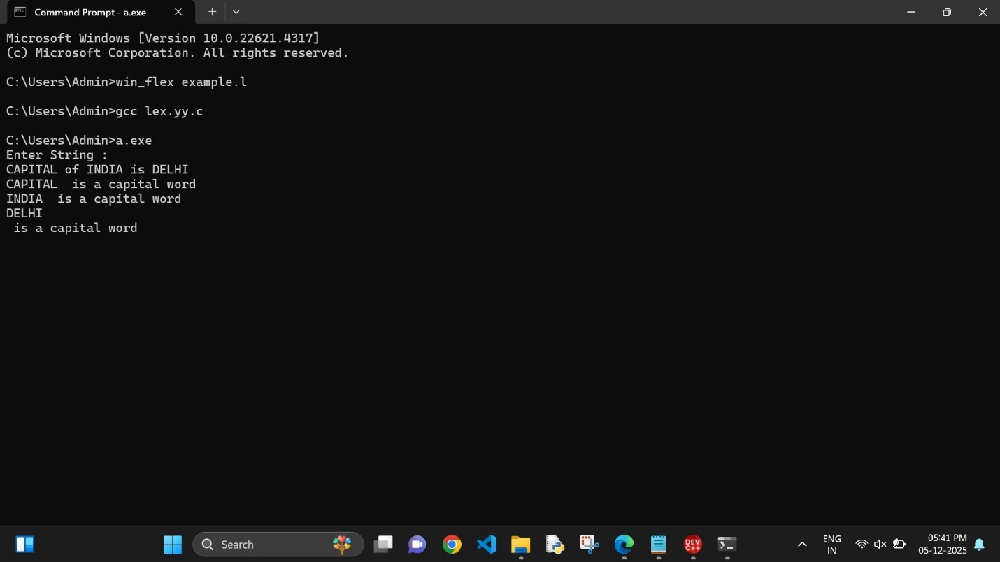 Command Prompt - a.exe
Microsoft Windows [Version 10.0.22621.4317]
(c) Microsoft Corporation. All rights reserved.
C:\Users\Admin>win_flex example.l
C:\Users\Admin>gcc lex.yy.c
C:\Users\Admin>a.exe
Enter String :
CAPITAL of INDIA is DELHI
CAPITAL  is a capital word
INDIA  is a capital word
DELHI
 is a capital word
Search
DEV
C++
ENG
IN
05:41 PM
05-12-2025